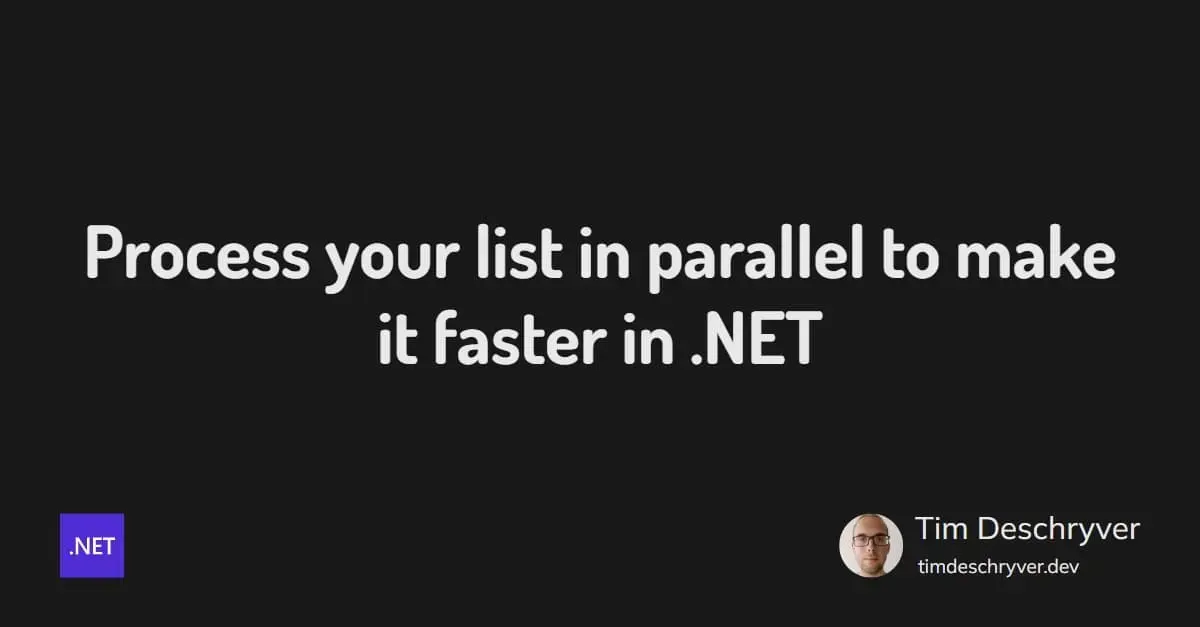 Process your list in parallel to make
it faster in .NET
.NET
Tim Deschryver
timdeschryver.dev